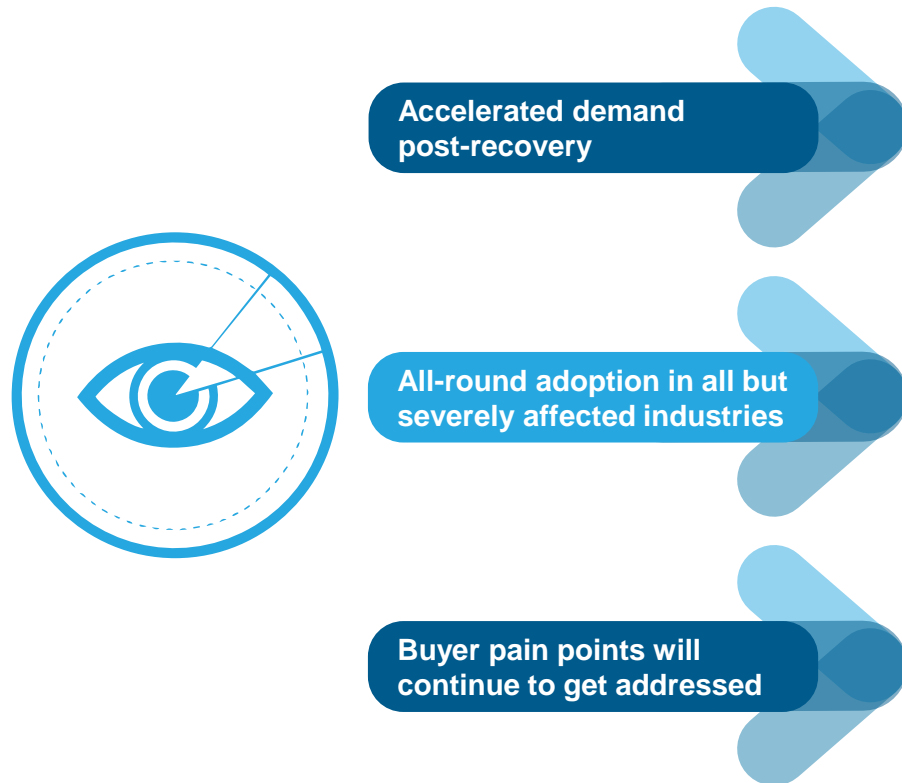 Accelerated demand
post-recovery
All-round adoption in all but
severely affected industries
Buyer pain points will
continue to get addressed